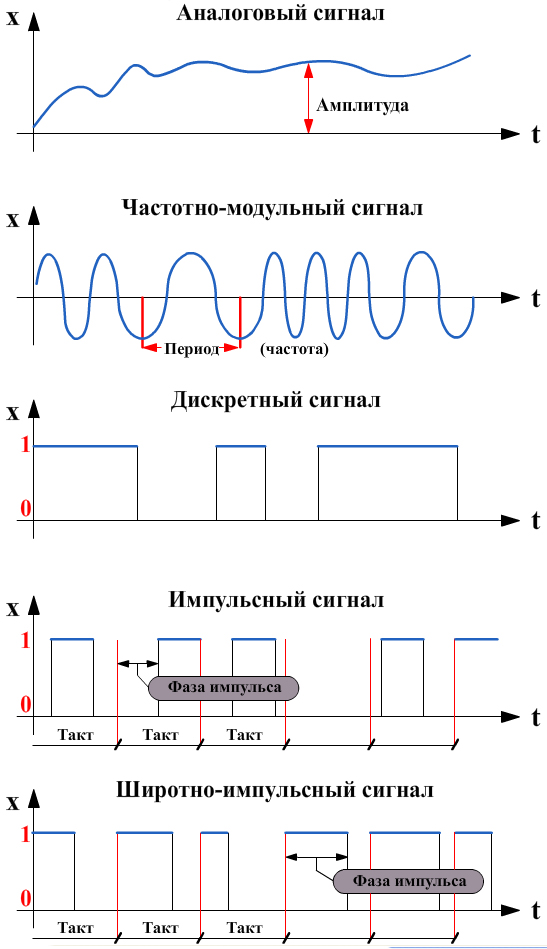 Аналоговый сигнал
x
Амплитуда
t
Частотно-модульный сигнал
x
t
Период
(частота)
Дискретный сигнал
x
1
0
t
Импульсный сигнал
x
1
Фаза импульса
0
t
Такт Такт Такт
Широтно-импульсный сигнал
x
1
Фаза импульса
0
t
Такт Такт Такт